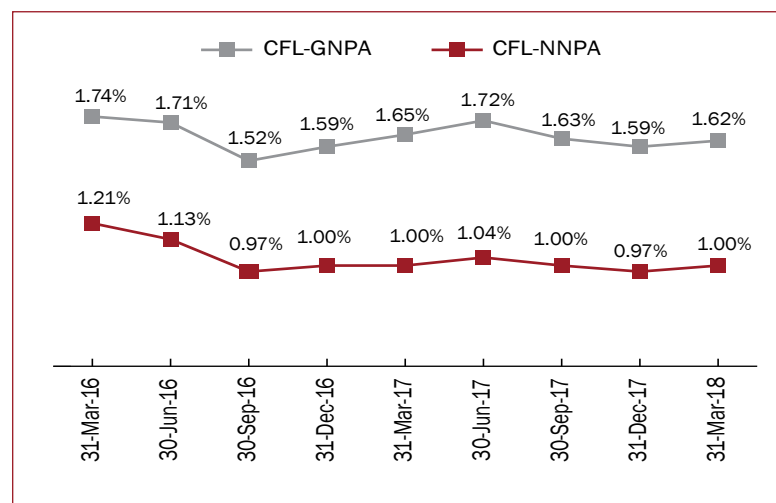 CFL-GNPA CFL-NNPA
1.74% 1.71% 1.52% 1.59% 1.65% 1.72% 1.63% 1.59% 1.62%
1.21% 1.13% 0.97% 1.00% 1.00% 1.04% 1.00% 0.97% 1.00%
31-Mar-16
30-Jun-16
30-Sep-16
31-Dec-16
31-Mar-17
30-Jun-17
30-Sep-17
31-Dec-17
31-Mar-18